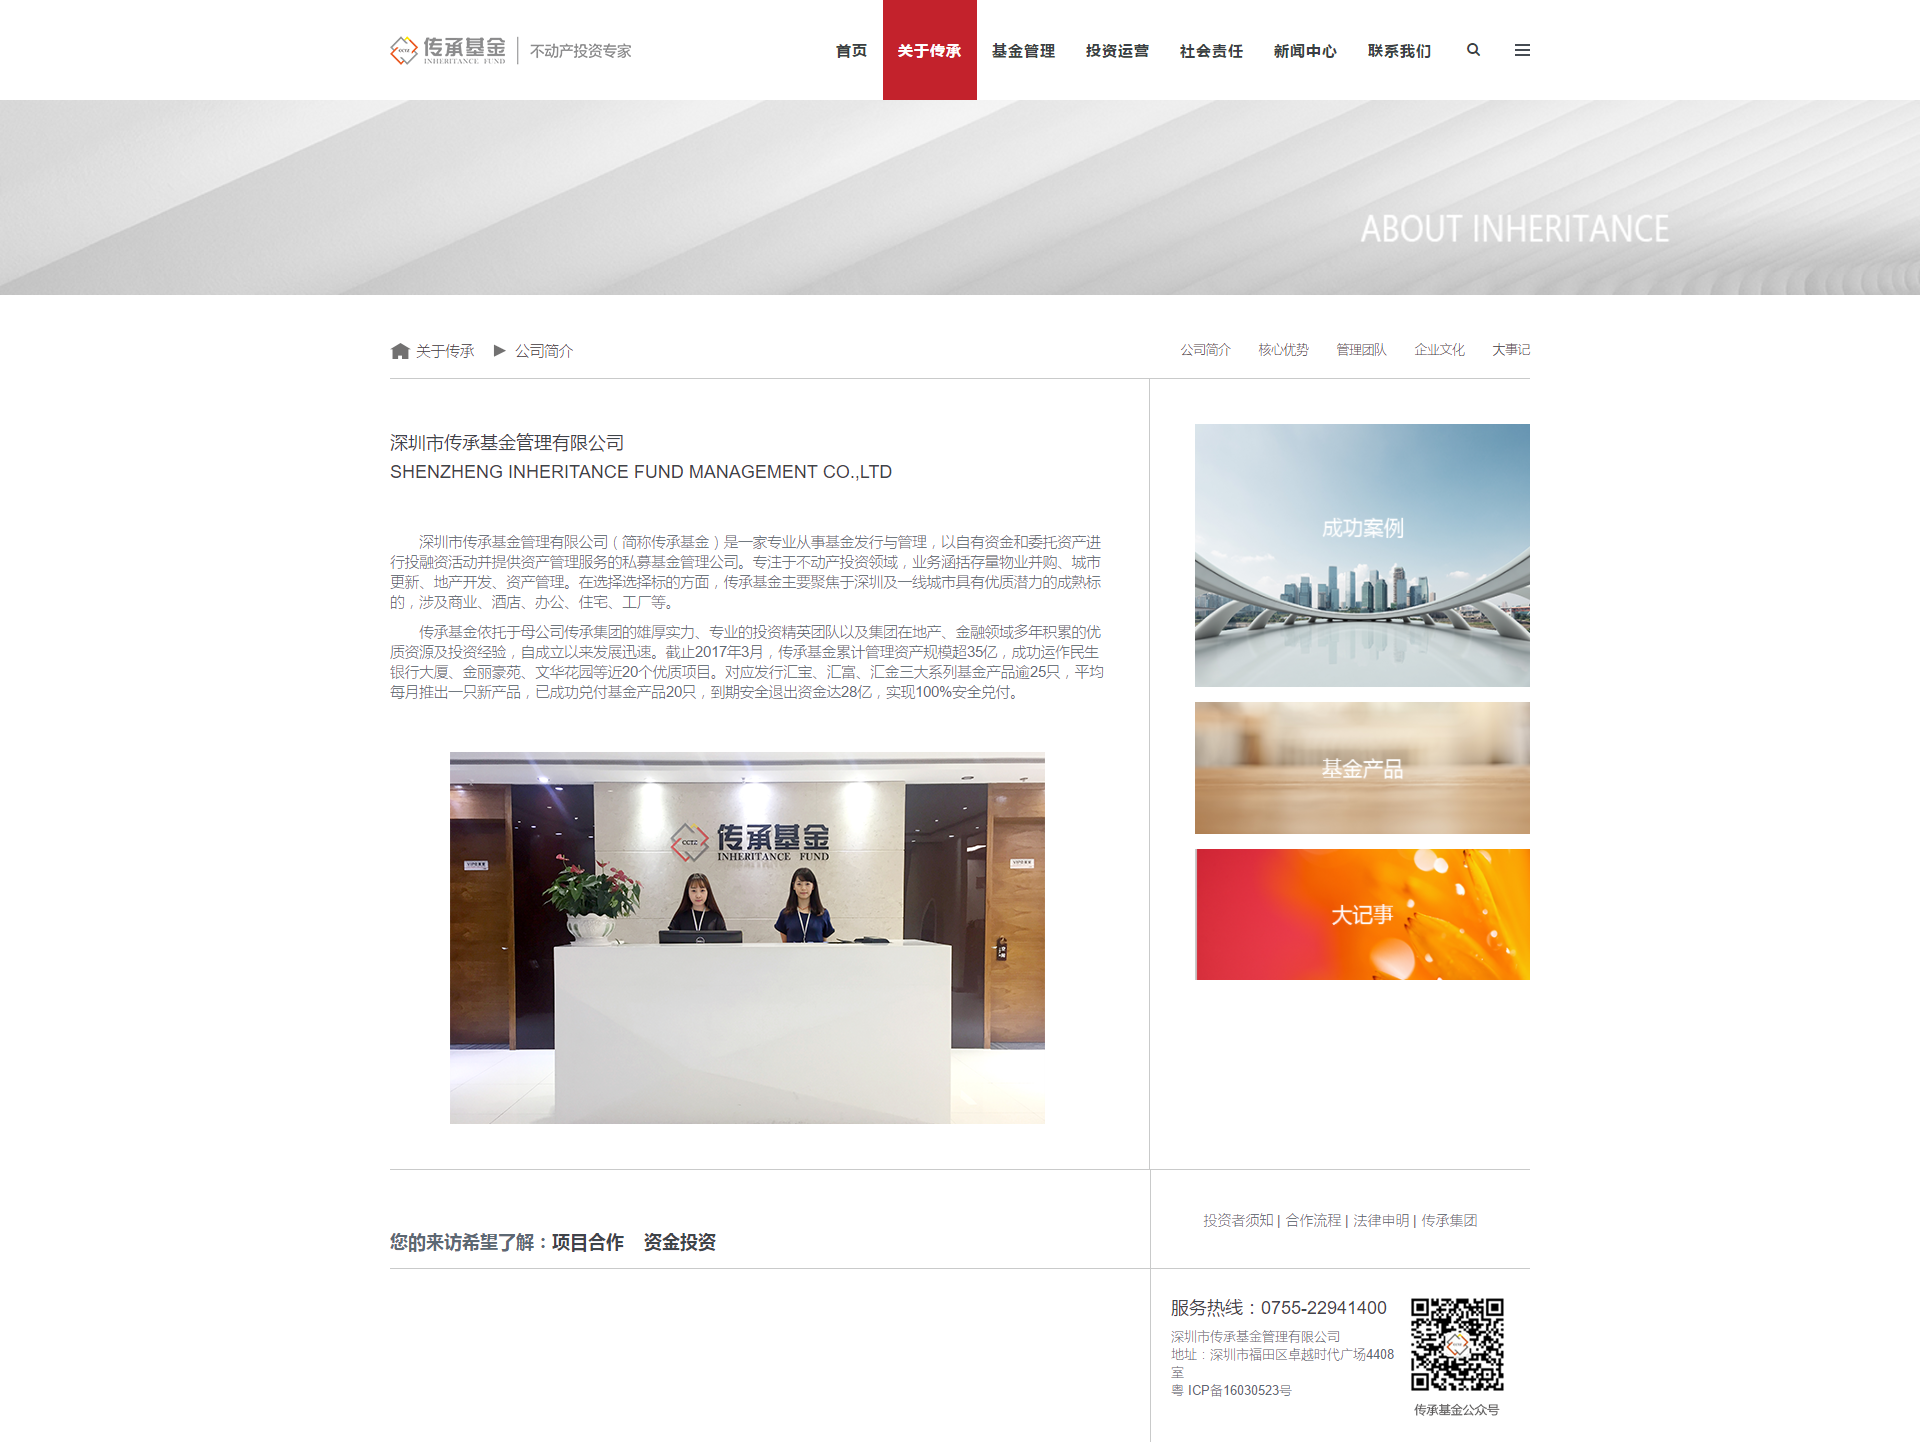 CCTZ 传承基金 INHERITANCE FUND 不动产投资专家
首页 关于传承 基金管理 投资运营 社会责任 新闻中心 联系我们
ABOUT INHERITANCE
关于传承 ▶ 公司简介
公司简介 核心优势 管理团队 企业文化 大事记
深圳市传承基金管理有限公司
SHENZHENG INHERITANCE FUND MANAGEMENT CO.,LTD
深圳市传承基金管理有限公司（简称传承基金）是一家专业从事基金发行与管理，以自有资金和委托资产进
行投融资活动并提供资产管理服务的私募基金管理公司。专注于不动产投资领域，业务涵括存量物业并购、城市
更新、地产开发、资产管理。在选择选择标的方面，传承基金主要聚焦于深圳及一线城市具有优质潜力的成熟标
的，涉及商业、酒店、办公、住宅、工厂等。
传承基金依托于母公司传承集团的雄厚实力、专业的投资精英团队以及集团在地产、金融领域多年积累的优
质资源及投资经验，自成立以来发展迅速。截止2017年3月，传承基金累计管理资产规模超35亿，成功运作民生
银行大厦、金丽豪苑、文华花园等近20个优质项目。对应发行汇宝、汇富、汇金三大系列基金产品逾25只，平均
每月推出一只新产品，已成功兑付基金产品20只，到期安全退出资金达28亿，实现100%安全兑付。
CCTZ 传承基金
INHERITANCE FUND
成功案例
基金产品
大记事
您的来访希望了解：项目合作 资金投资
投资者须知 | 合作流程 | 法律申明 | 传承集团
服务热线：0755-22941400
深圳市传承基金管理有限公司
地址：深圳市福田区卓越时代广场4408
室
粤 ICP备16030523号
传承基金公众号